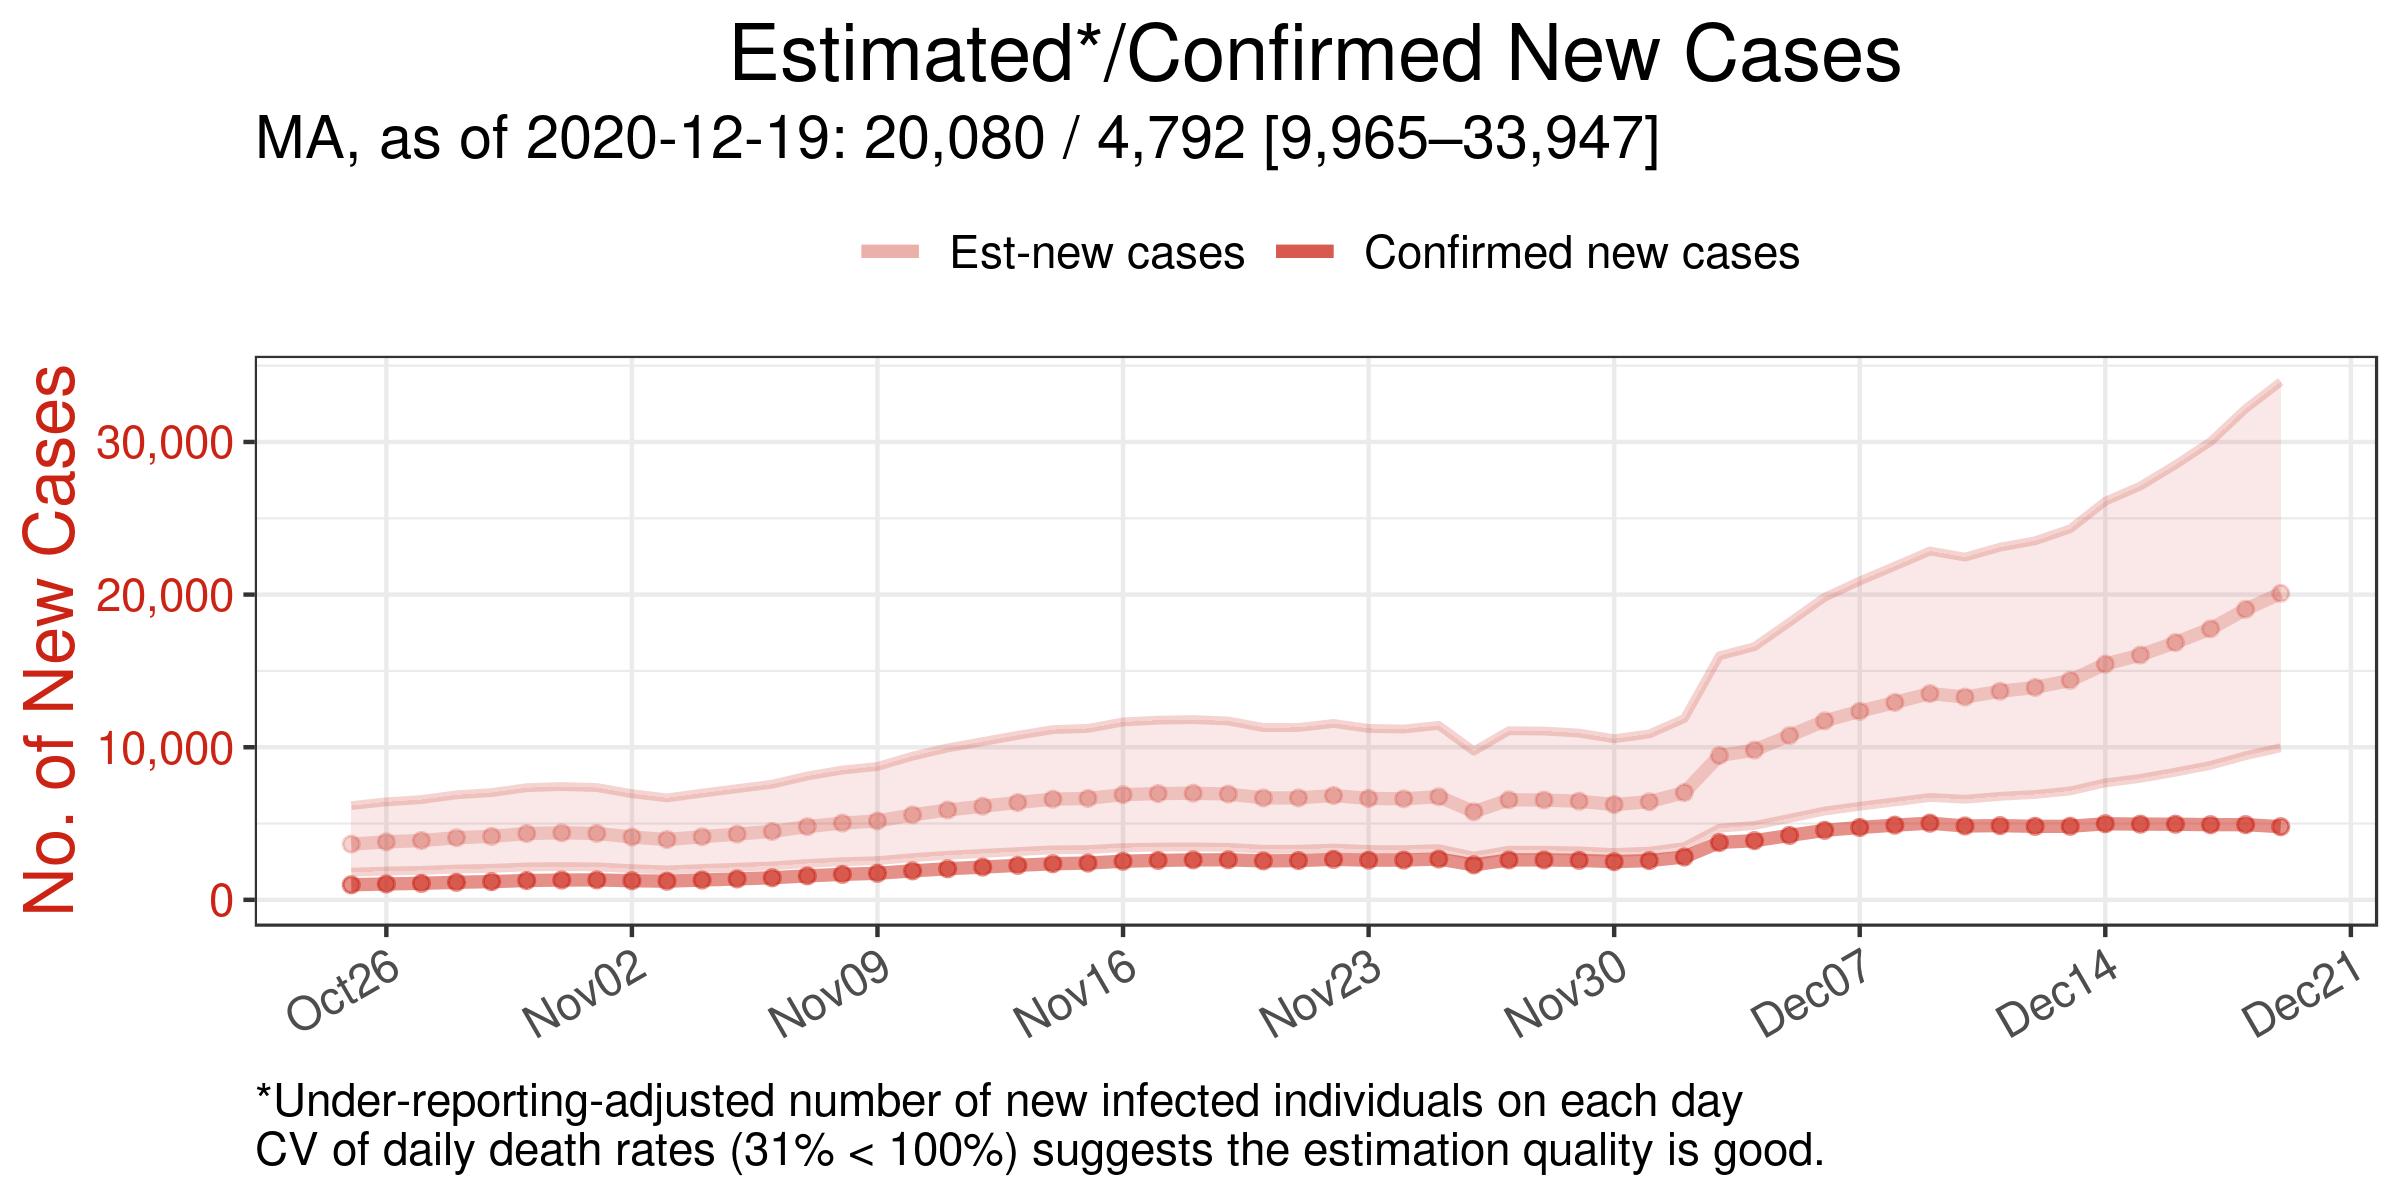 Estimated*/Confirmed New Cases
MA, as of 2020-12-19: 20,080 / 4,792 [9,965–33,947]
Est-new cases
Confirmed new cases
No. of New Cases
30,000
20,000
10,000
0
Oct26
Nov02
Nov09
Nov16
Nov23
Nov30
Dec07
Dec14
Dec21
*Under-reporting-adjusted number of new infected individuals on each day
CV of daily death rates (31% < 100%) suggests the estimation quality is good.